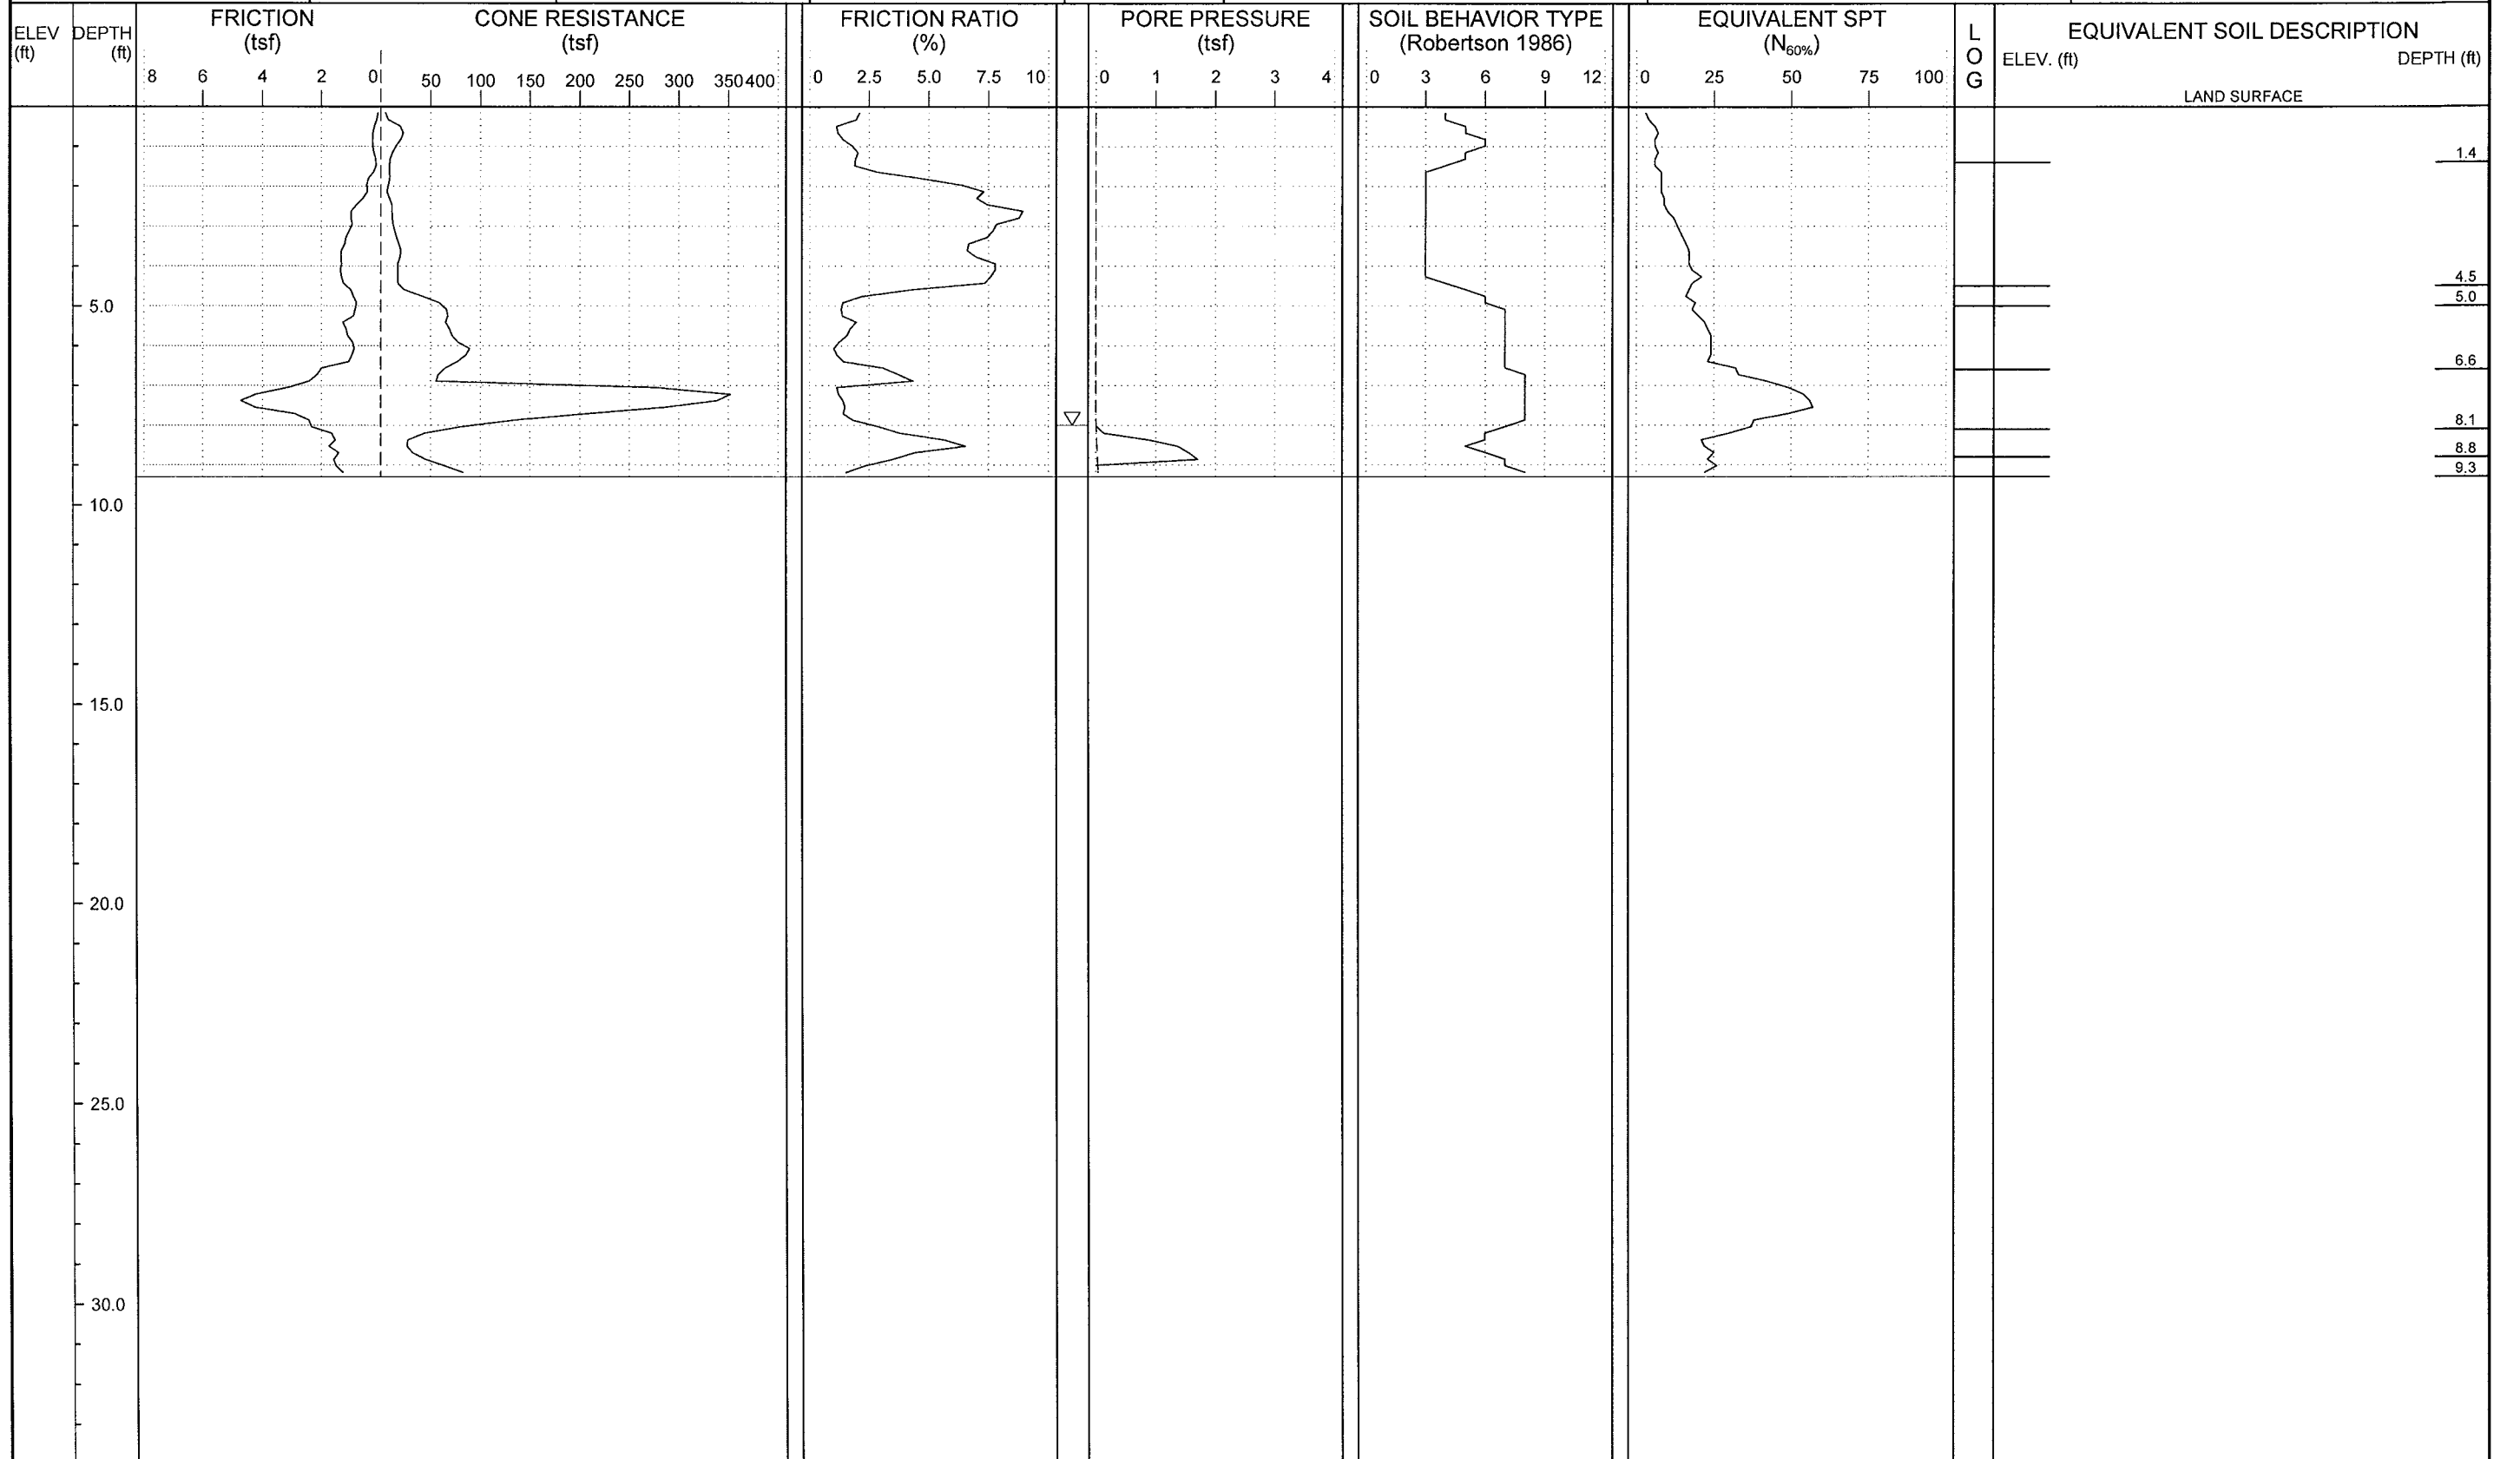 ELEV (ft)
DEPTH (ft)
FRICTION (tsf)
CONE RESISTANCE (tsf)
FRICTION RATIO (%)
PORE PRESSURE (tsf)
SOIL BEHAVIOR TYPE (Robertson 1986)
EQUIVALENT SPT (N60%)
LOG
EQUIVALENT SOIL DESCRIPTION
ELEV. (ft)
DEPTH (ft)
8 6 4 2 0 50 100 150 200 250 300 350 400
0 2.5 5.0 7.5 10
0 1 2 3 4
0 3 6 9 12
0 25 50 75 100
LAND SURFACE
1.4
4.5
5.0
5.0
6.6
8.1
8.8
9.3
10.0
15.0
20.0
25.0
30.0